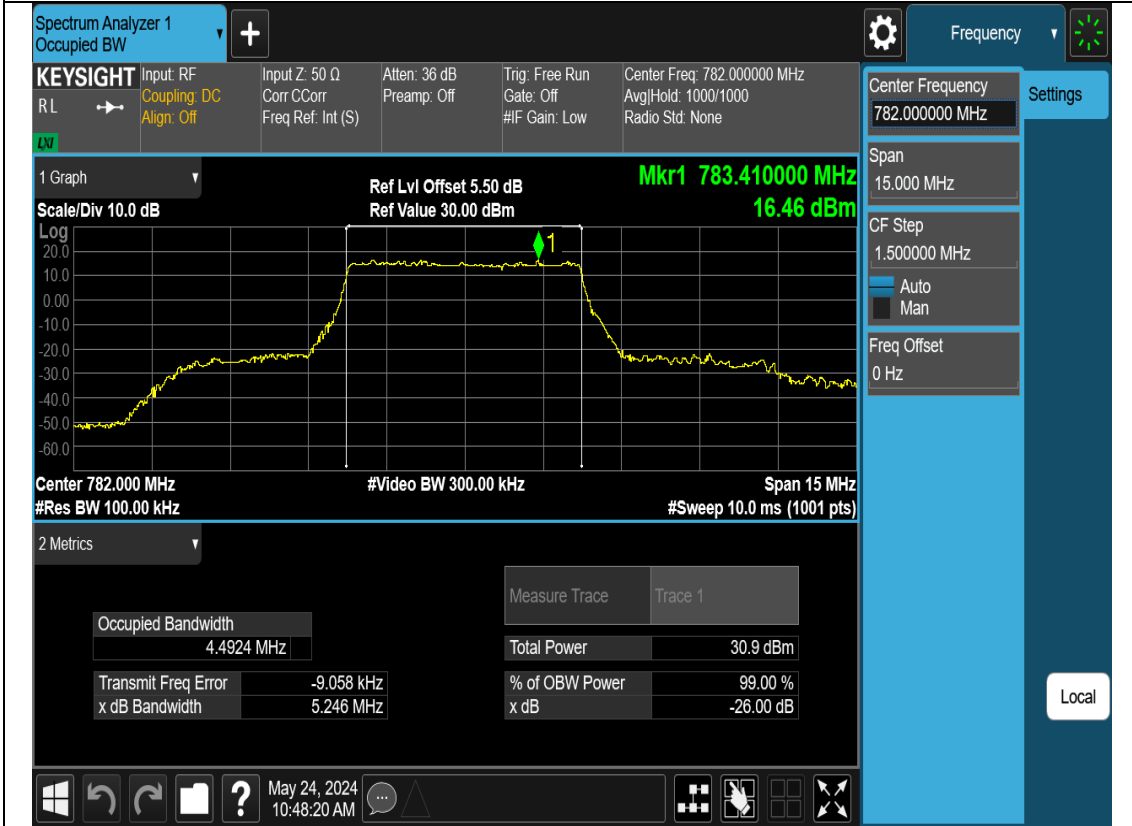 Spectrum Analyzer 1
Occupied BW
Frequency
KEYSIGHT
RL
LXI
Input: RF
Coupling: DC
Align: Off
Input Z: 50 Ω
Corr CCorr
Freq Ref: Int (S)
Atten: 36 dB
Preamp: Off
Trig: Free Run
Gate: Off
#IF Gain: Low
Center Freq: 782.000000 MHz
Avg|Hold: 1000/1000
Radio Std: None
Center Frequency
782.000000 MHz
Settings
Span
15.000 MHz
CF Step
1.500000 MHz
Auto
Man
Freq Offset
0 Hz
1 Graph
Scale/Div 10.0 dB
Ref Lvl Offset 5.50 dB
Ref Value 30.00 dBm
Mkr1 783.410000 MHz
16.46 dBm
Log
20.0
10.0
0.00
-10.0
-20.0
-30.0
-40.0
-50.0
-60.0
1
Center 782.000 MHz
#Video BW 300.00 kHz
Span 15 MHz
#Res BW 100.00 kHz
#Sweep 10.0 ms (1001 pts)
2 Metrics
Measure Trace Trace 1
Occupied Bandwidth
4.4924 MHz
Total Power 30.9 dBm
Transmit Freq Error -9.058 kHz
% of OBW Power 99.00 %
x dB Bandwidth 5.246 MHz
x dB -26.00 dB
Local
?
May 24, 2024
10:48:20 AM